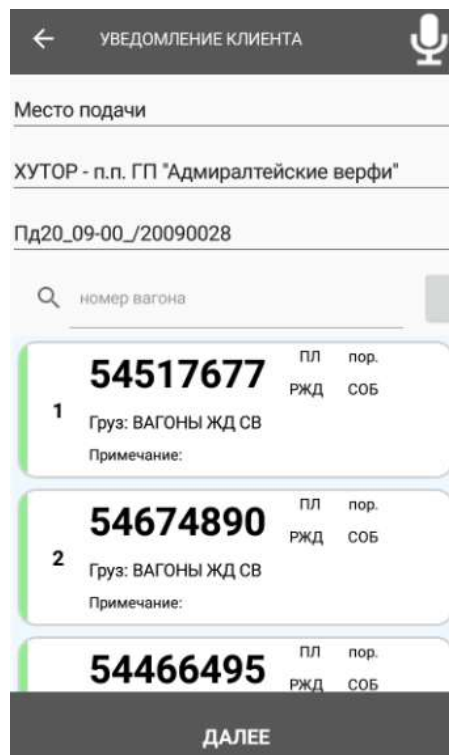 УВЕДОМЛЕНИЕ КЛИЕНТА
Место подачи
ХУТОР - п.п. ГП "Адмиралтейские верфи"
Пд20_09-00_/20090028
номер вагона
1
54517677
ПЛ пор.
РЖД СОБ
Груз: ВАГОНЫ ЖД СВ
Примечание:
2
54674890
ПЛ пор.
РЖД СОБ
Груз: ВАГОНЫ ЖД СВ
Примечание:
54466495
ПЛ пор.
РЖД СОБ
ДАЛЕЕ